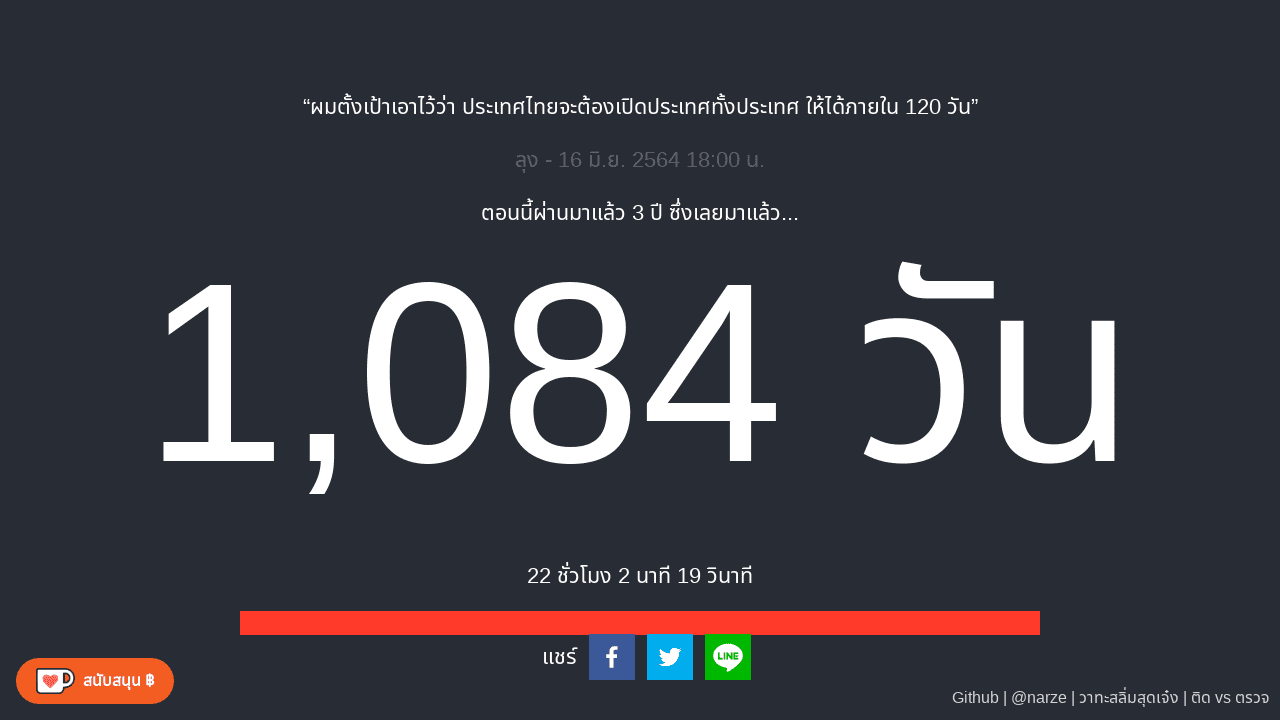 “ผมตั้งเป้าเอาไว้ว่า ประเทศไทยจะต้องเปิดประเทศทั้งประเทศ ให้ได้ภายใน 120 วัน”
ลุง - 16 มิ.ย. 2564 18:00 น.
ตอนนี้ผ่านมาแล้ว 3 ปี ซึ่งเลยมาแล้ว...
1,084 วัน
22 ชั่วโมง 2 นาที 19 วินาที
แชร์
LINE
สนับสนุน ฿
Github | @narze | วาทะสลิ่มสุดเจ๋ง | ติด vs ตรวจ